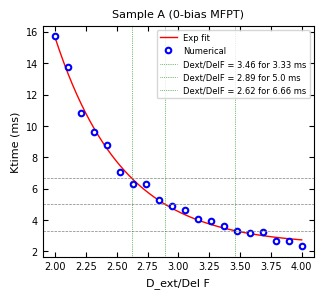 Sample A (0-bias MFPT)
Exp fit
Numerical
Dext/DelF = 3.46 for 3.33 ms
Dext/DelF = 2.89 for 5.0 ms
Dext/DelF = 2.62 for 6.66 ms
Ktime (ms)
16
14
12
10
8
6
4
2
2.00 2.25 2.50 2.75 3.00 3.25 3.50 3.75 4.00
D_ext/Del F